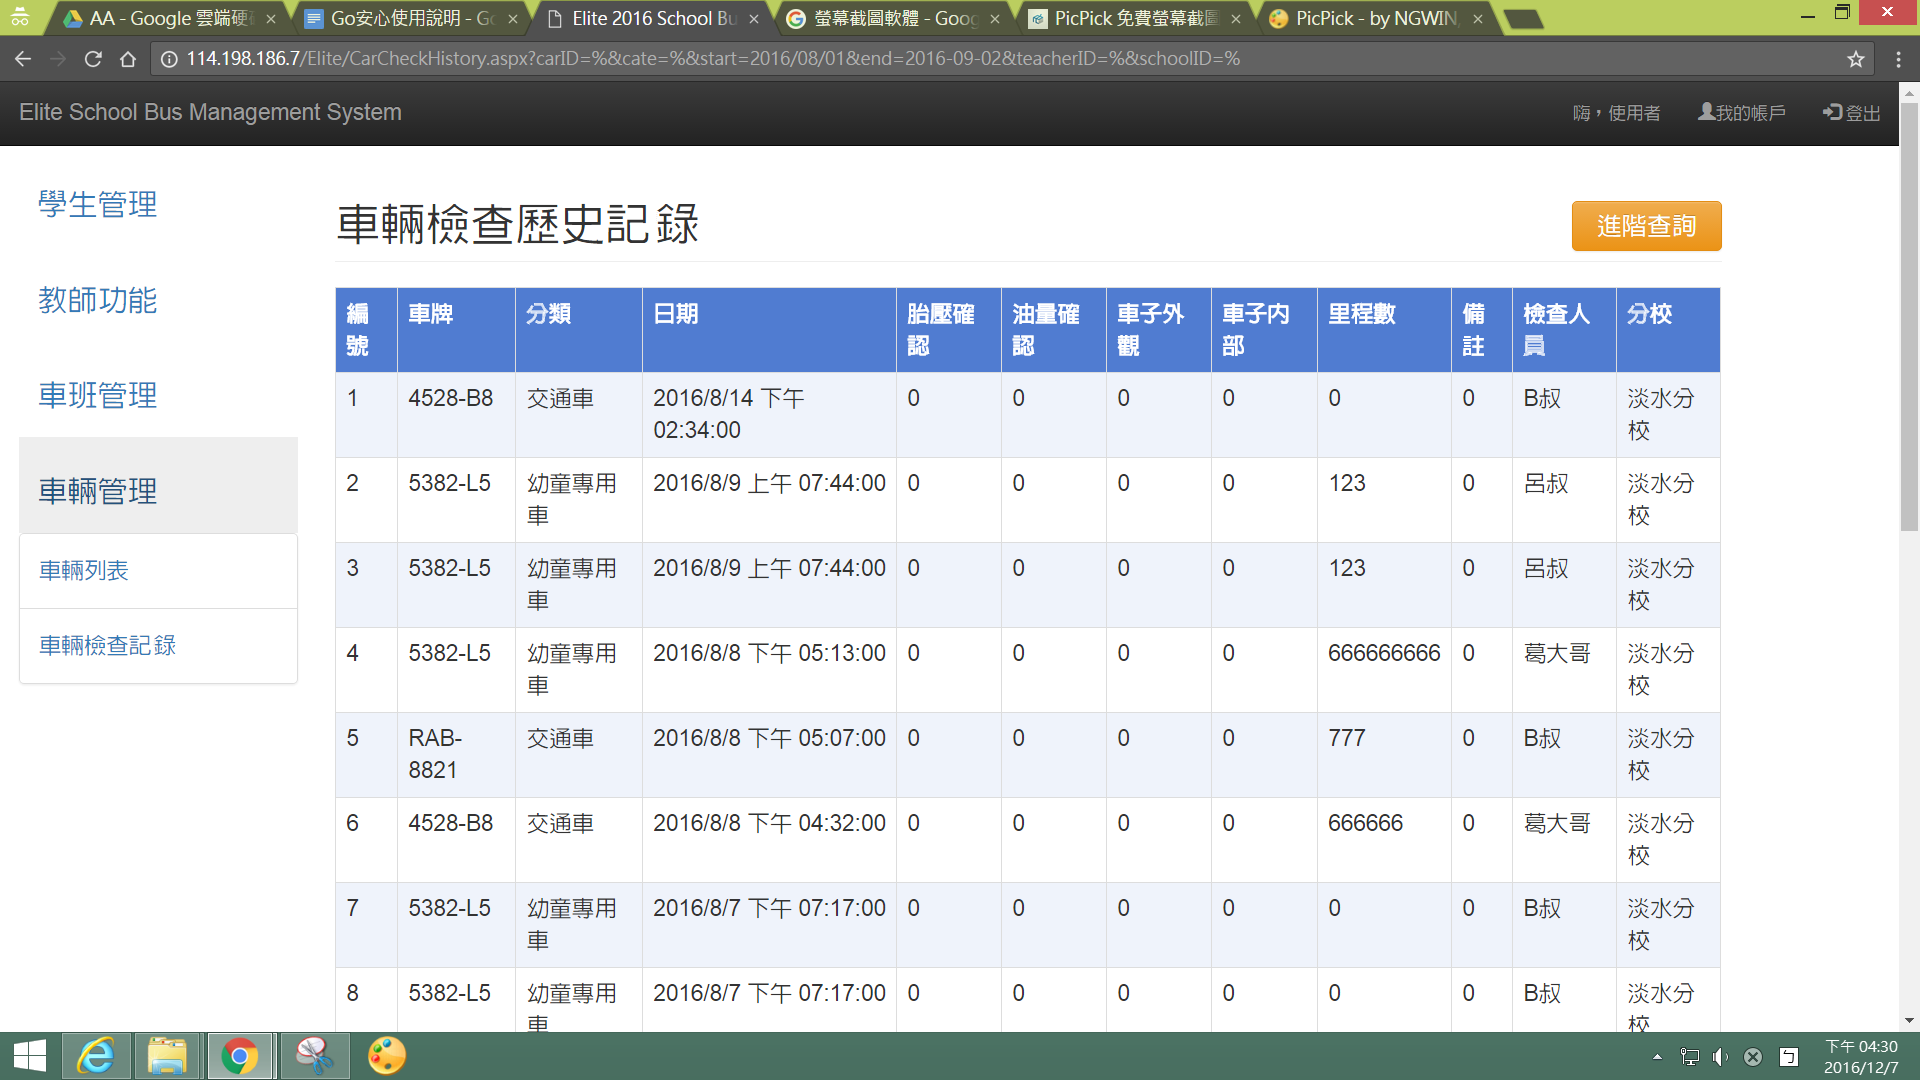 AA - Google 雲端硬
Go安心使用說明 - Go
Elite 2016 School Bu
螢幕截圖軟體 - Goog
PicPick 免費螢幕截圖
PicPick - by NGWIN,
114.198.186.7/Elite/CarCheckHistory.aspx?carID=%&cate=%&start=2016/08/01&end=2016-09-02&teacherID=%&schoolID=%
Elite School Bus Management System
嗨，使用者
我的帳戶
登出
學生管理
教師功能
車班管理
車輛管理
車輛列表
車輛檢查記錄
車輛檢查歷史記錄
進階查詢
編號 車牌 分類 日期 胎壓確認 油量確認 車子外觀 車子內部 里程數 備註 檢查人員 分校
1 4528-B8 交通車 2016/8/14 下午 02:34:00 0 0 0 0 0 0 B叔 淡水分校
2 5382-L5 幼童專用車 2016/8/9 上午 07:44:00 0 0 0 0 123 0 呂叔 淡水分校
3 5382-L5 幼童專用車 2016/8/9 上午 07:44:00 0 0 0 0 123 0 呂叔 淡水分校
4 5382-L5 幼童專用車 2016/8/8 下午 05:13:00 0 0 0 0 666666666 0 葛大哥 淡水分校
5 RAB-8821 交通車 2016/8/8 下午 05:07:00 0 0 0 0 777 0 B叔 淡水分校
6 4528-B8 交通車 2016/8/8 下午 04:32:00 0 0 0 0 666666 0 葛大哥 淡水分校
7 5382-L5 幼童專用車 2016/8/7 下午 07:17:00 0 0 0 0 0 0 B叔 淡水分校
8 5382-L5 幼童專用車 2016/8/7 下午 07:17:00 0 0 0 0 0 0 B叔 淡水分校
ㄅ
下午 04:30
2016/12/7